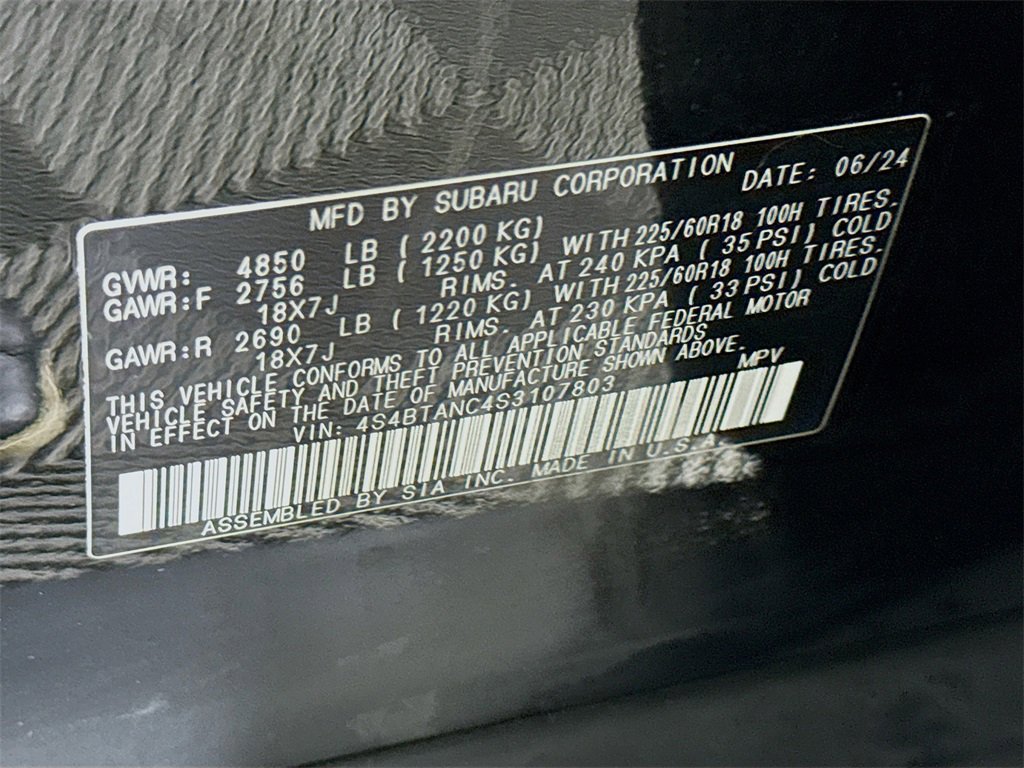 MFD BY SUBARU CORPORATION DATE: 06/24
GVWR: 4850 LB ( 2200 KG)
GAWR:F 2756 LB ( 1250 KG) WITH 225/60R18 100H TIRES.
18X7J RIMS. AT 240 KPA ( 35 PSI) COLD
GAWR:R 2690 LB ( 1220 KG) WITH 225/60R18 100H TIRES.
18X7J RIMS. AT 230 KPA ( 33 PSI) COLD
THIS VEHICLE CONFORMS TO ALL APPLICABLE FEDERAL MOTOR
VEHICLE SAFETY AND THEFT PREVENTION STANDARDS
IN EFFECT ON THE DATE OF MANUFACTURE SHOWN ABOVE.
VIN: 4S4BTANC4S3107803 MPV
ASSEMBLED BY SIA INC. MADE IN U.S.A.